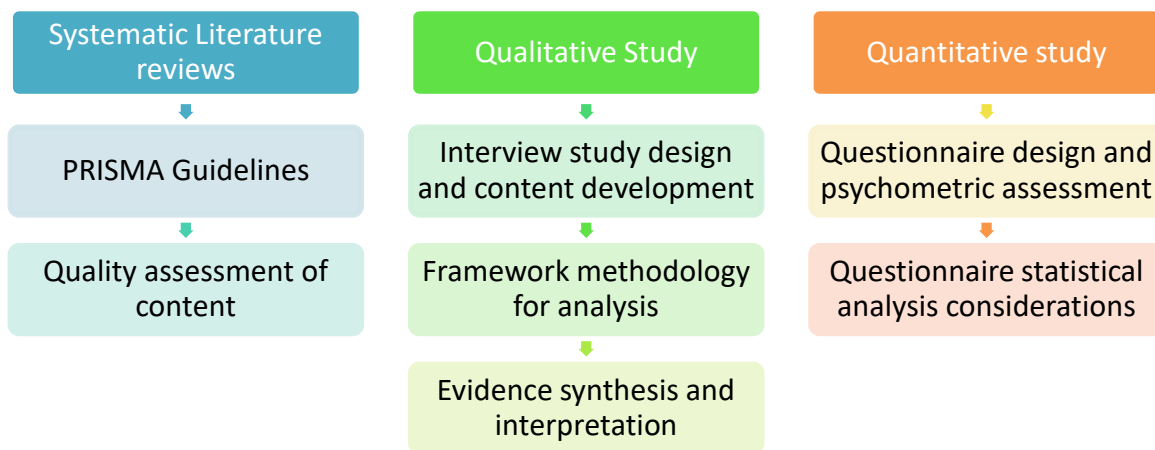 Systematic Literature
reviews
PRISMA Guidelines
Quality assessment of
content
Qualitative Study
Interview study design
and content development
Framework methodology
for analysis
Evidence synthesis and
interpretation
Quantitative study
Questionnaire design and
psychometric assessment
Questionnaire statistical
analysis considerations